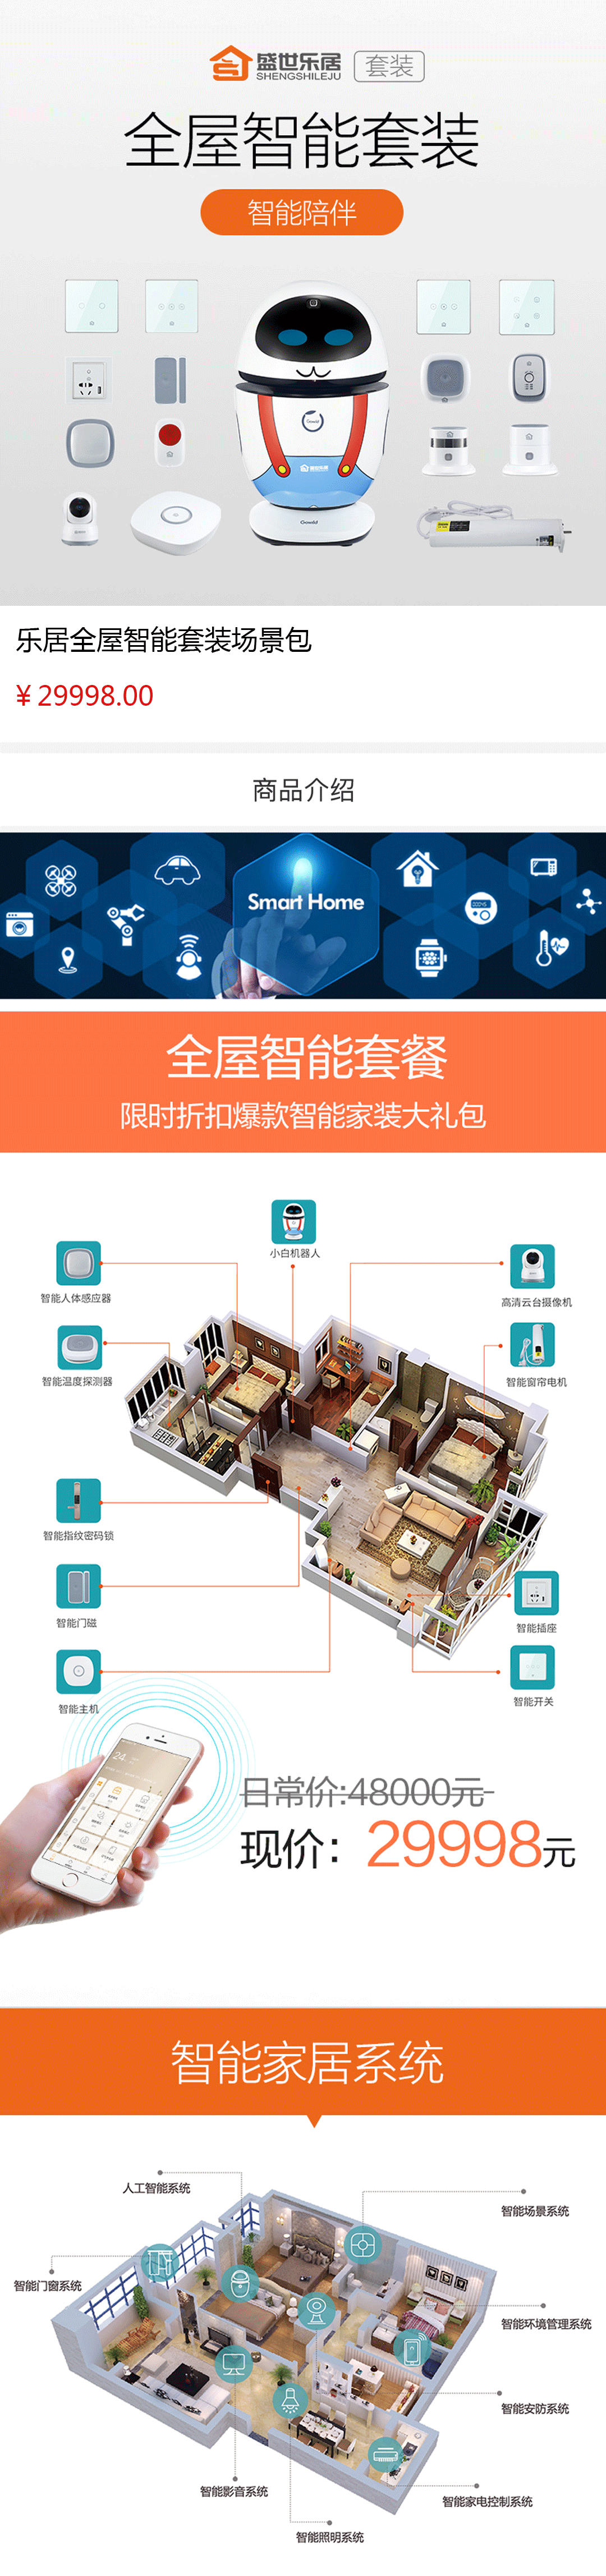 盛世乐居
SHENGSHILEJU
套装
全屋智能套装
智能陪伴
盛世乐居
乐居全屋智能套装场景包
¥ 29998.00
商品介绍
Smart Home
全屋智能套餐
限时折扣爆款智能家装大礼包
小白机器人
智能人体感应器
高清云台摄像机
智能温度探测器
智能窗帘电机
智能指纹密码锁
智能门磁
智能插座
智能主机
智能开关
24
日常价:48000元
现价：29998元
智能家居系统
人工智能系统
智能场景系统
智能门窗系统
智能环境管理系统
智能安防系统
智能影音系统
智能家电控制系统
智能照明系统